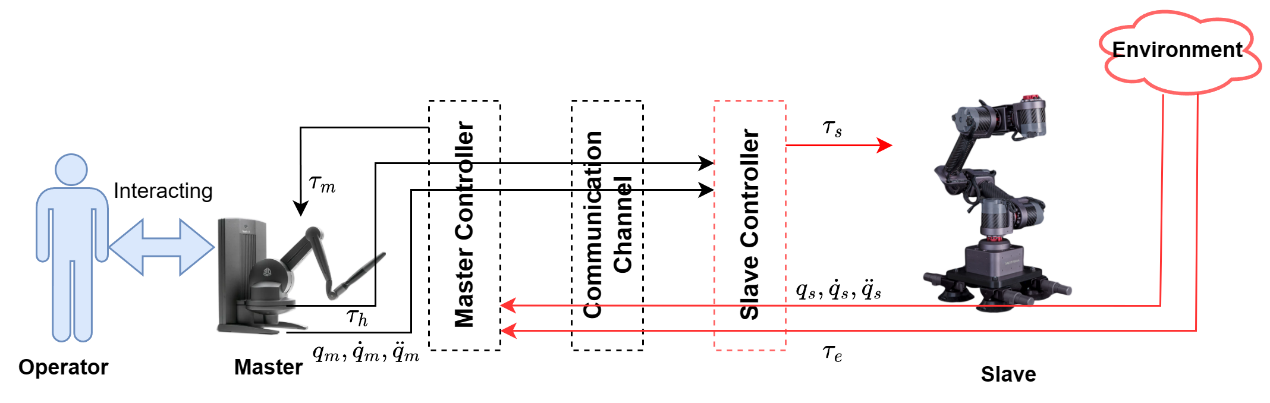 Environment
τ_s
Interacting
τ_m
Master Controller
Communication
Channel
Slave Controller
q_s, q̇_s, q̈_s
τ_h
q_m, q̇_m, q̈_m
τ_e
Operator
Master
Slave